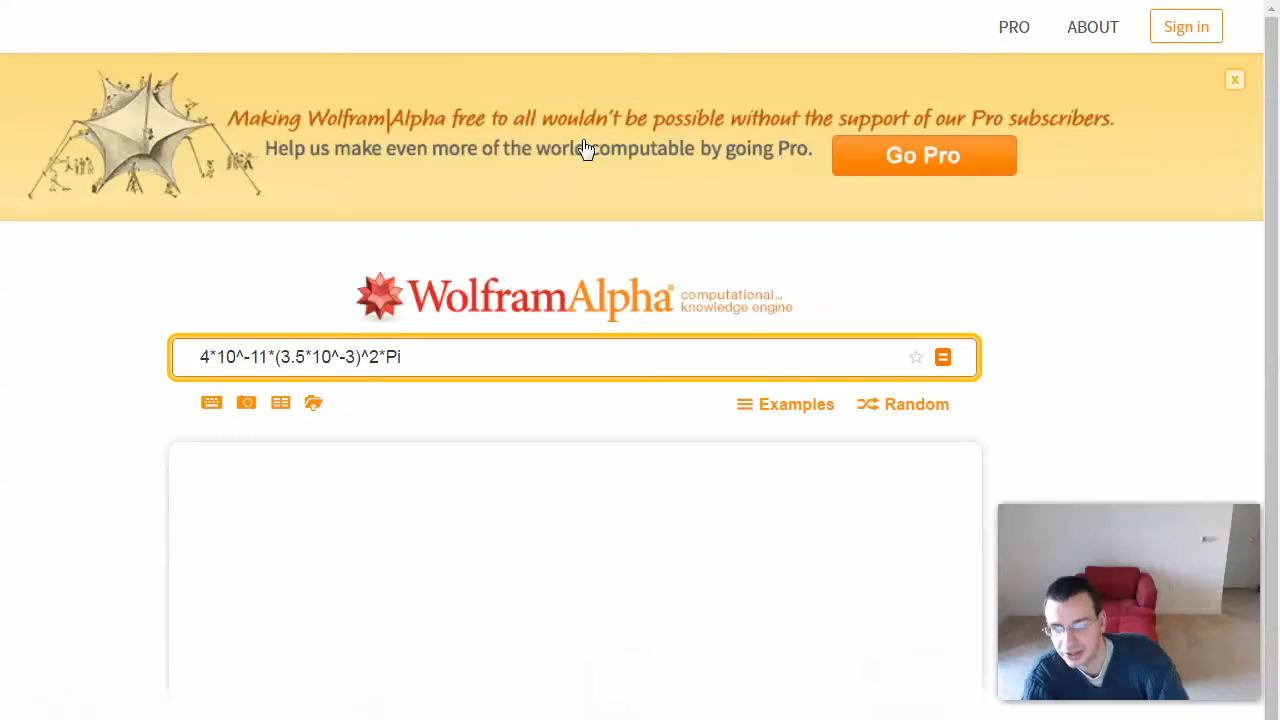 PRO ABOUT Sign in
x
Making Wolfram|Alpha free to all wouldn't be possible without the support of our Pro subscribers.
Help us make even more of the world computable by going Pro. Go Pro
WolframAlpha® computational...
knowledge engine
4*10^-11*(3.5*10^-3)^2*Pi
Examples Random